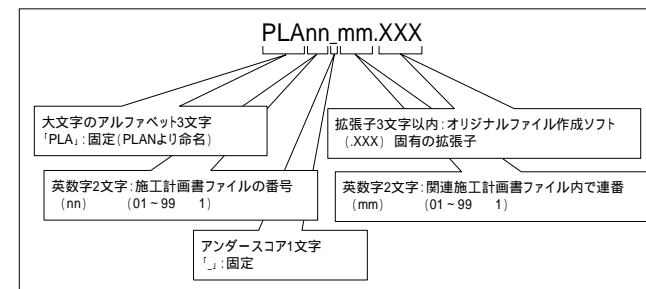 PLAnn_mm.XXX
大文字のアルファベット3文字
「PLA」:固定(PLANより命名)
拡張子3文字以内:オリジナルファイル作成ソフト
(.XXX) 固有の拡張子
英数字2文字:施工計画書ファイルの番号
(nn) (01~99 1)
英数字2文字:関連施工計画書ファイル内で連番
(mm) (01~99 1)
アンダースコア1文字
「_」:固定